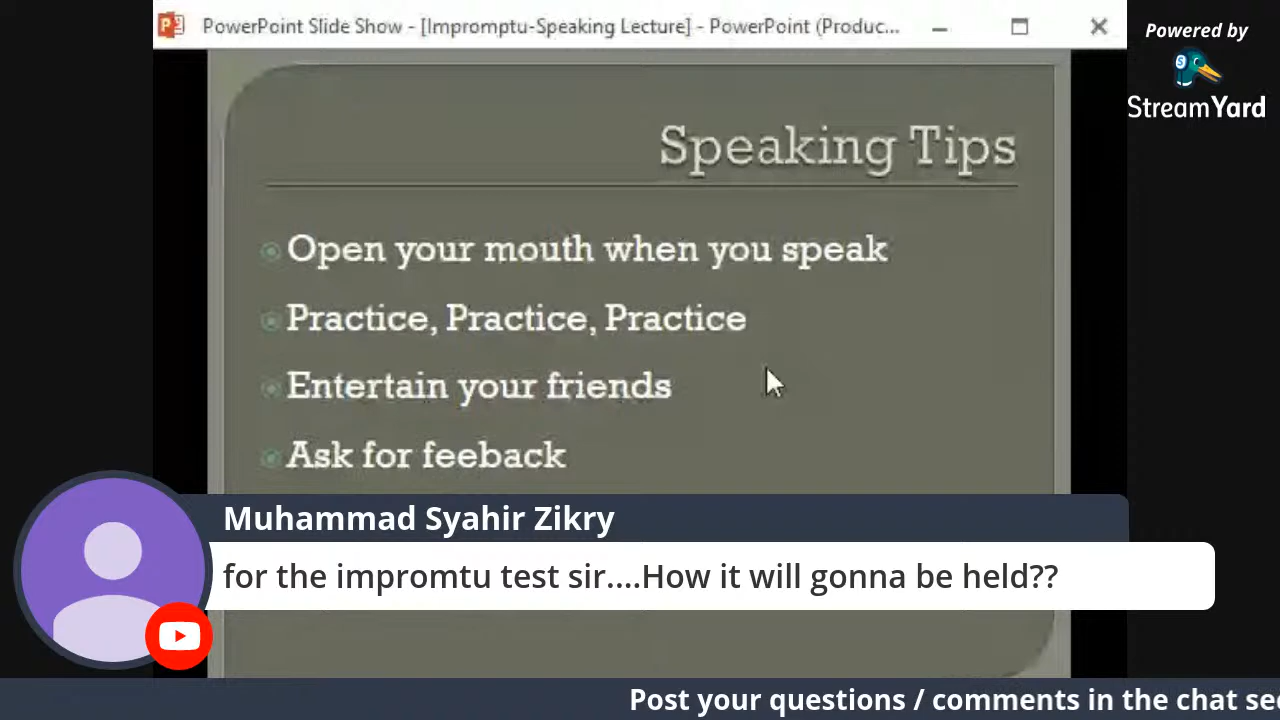 PowerPoint Slide Show - [Impromptu-Speaking Lecture] - PowerPoint (Produc...
Powered by
StreamYard
Speaking Tips
Open your mouth when you speak
Practice, Practice, Practice
Entertain your friends
Ask for feeback
Muhammad Syahir Zikry
for the impromtu test sir....How it will gonna be held??
Post your questions / comments in the chat se